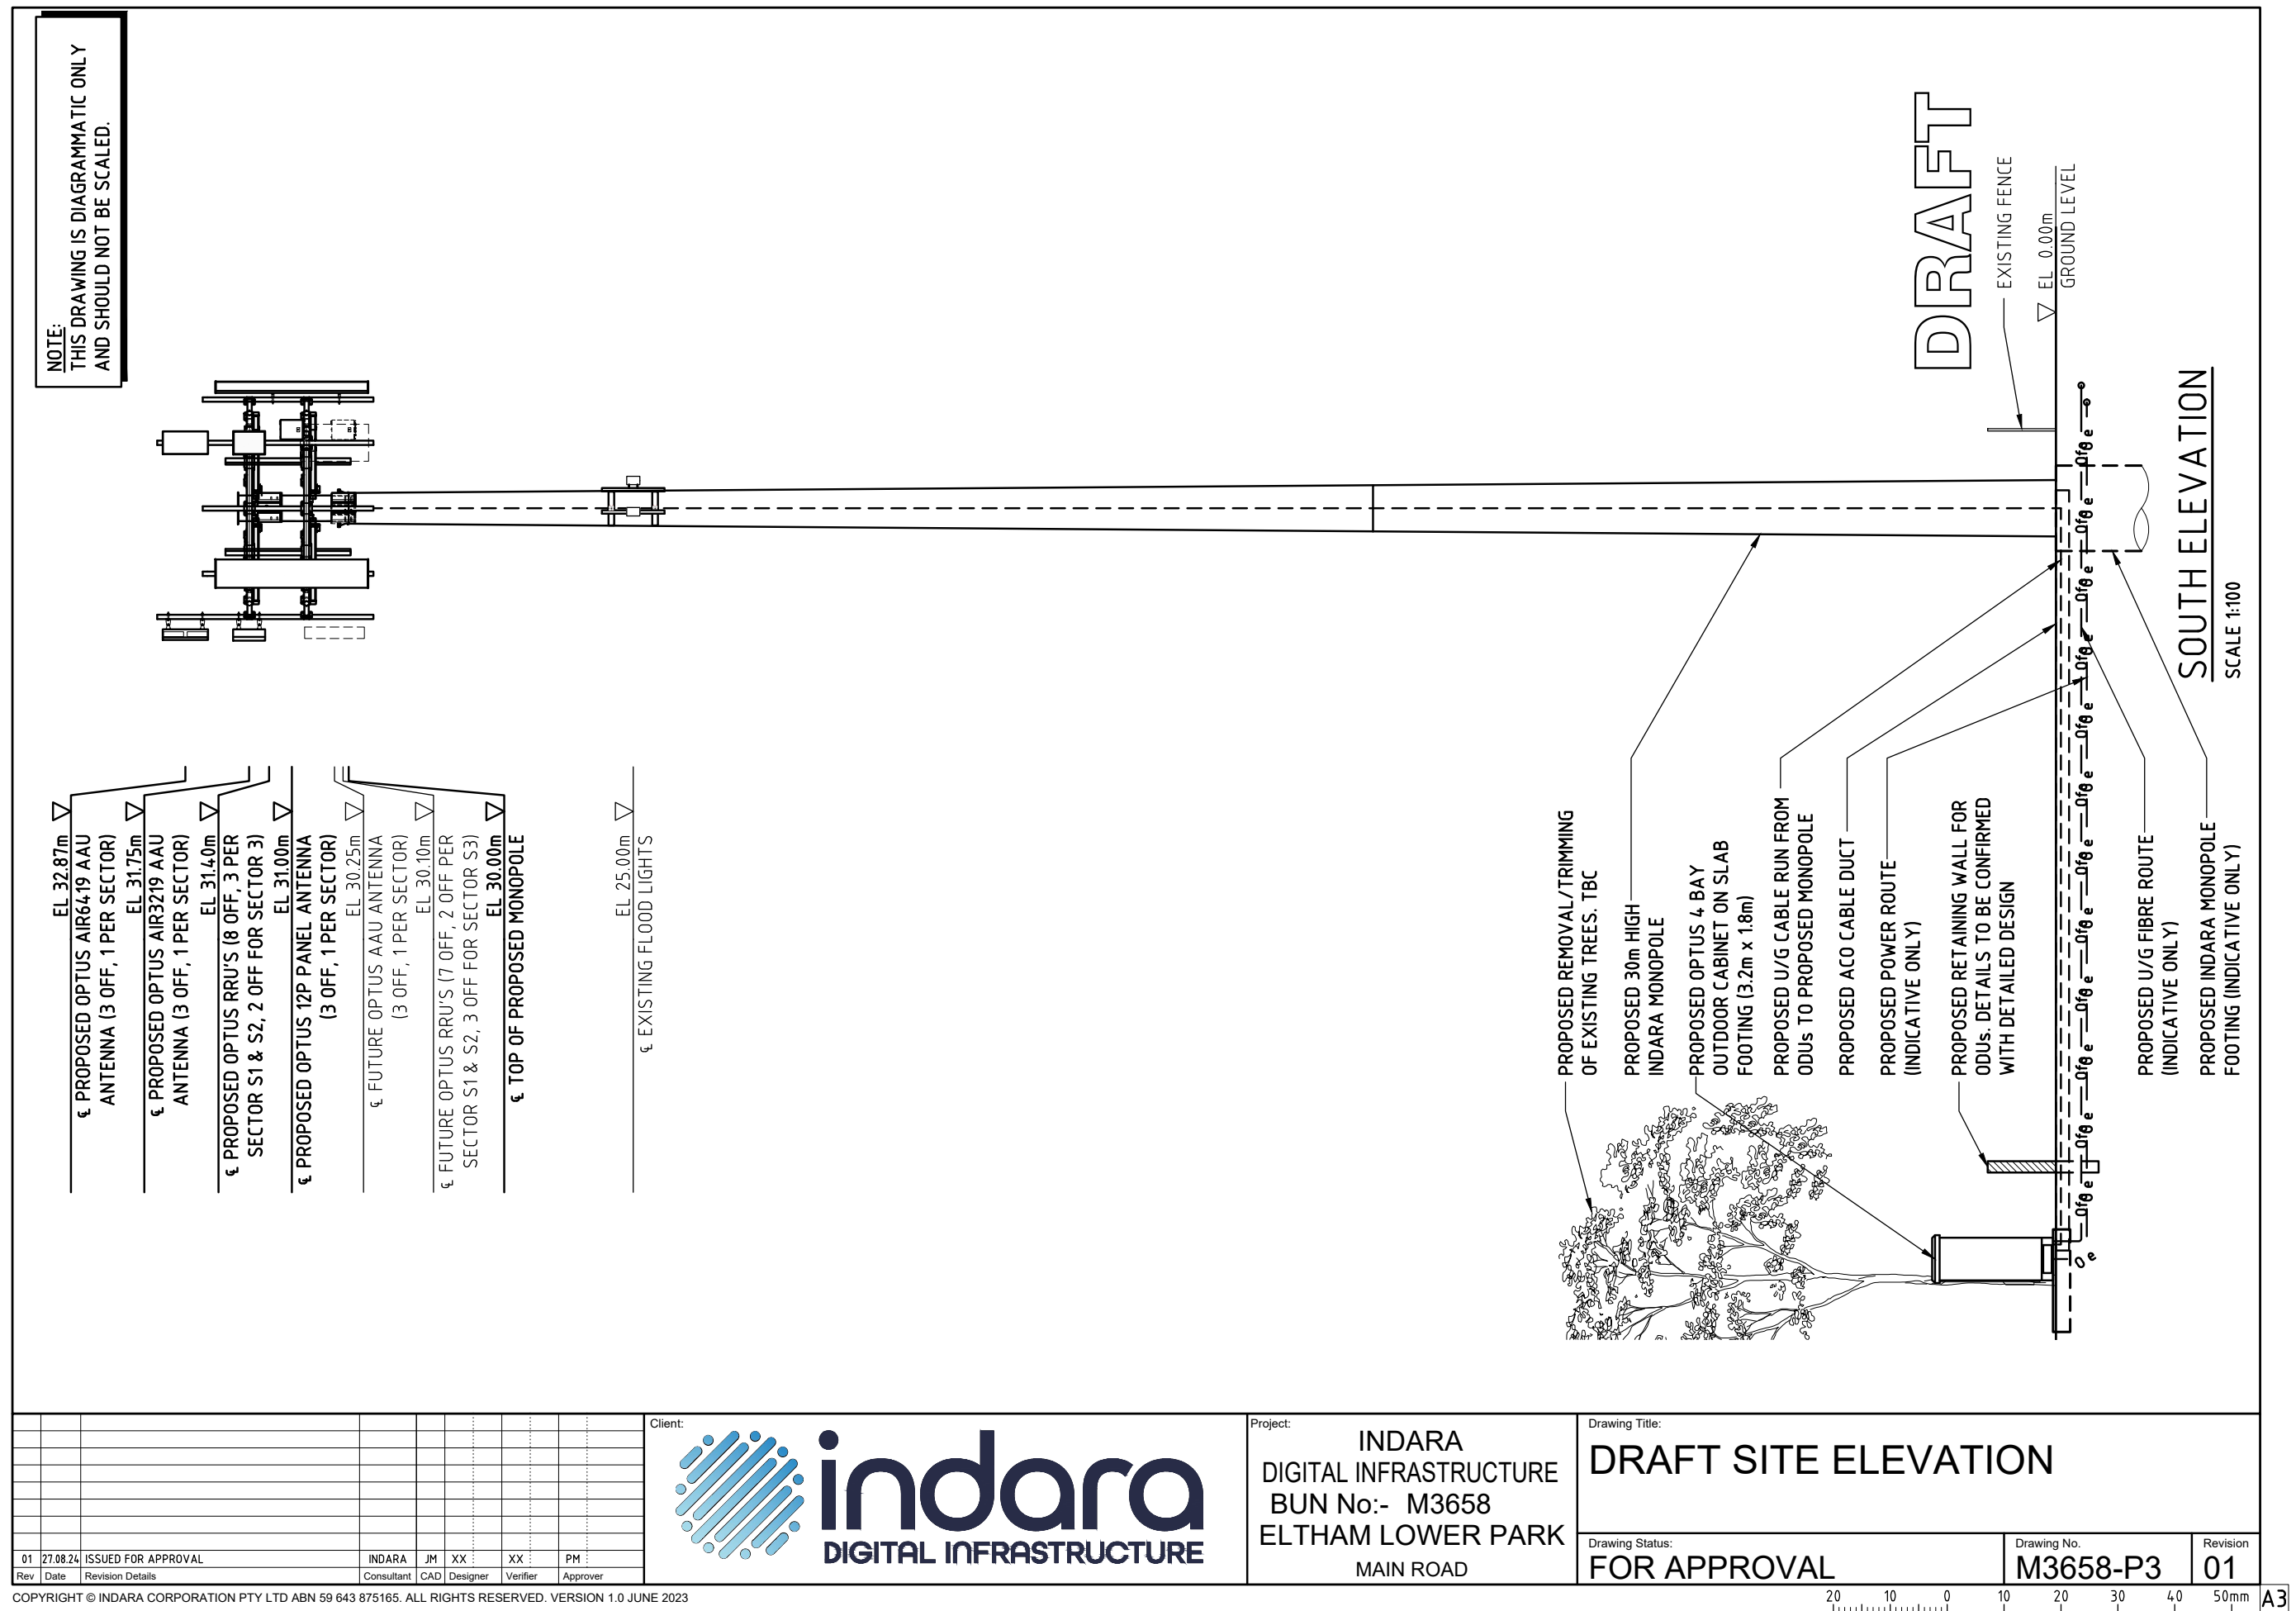 NOTE:
THIS DRAWING IS DIAGRAMMATIC ONLY
AND SHOULD NOT BE SCALED.
EL 32.87m
℄ PROPOSED OPTUS AIR6419 AAU
ANTENNA (3 OFF, 1 PER SECTOR)
EL 31.75m
℄ PROPOSED OPTUS AIR3219 AAU
ANTENNA (3 OFF, 1 PER SECTOR)
EL 31.40m
℄ PROPOSED OPTUS RRU'S (8 OFF, 3 PER
SECTOR S1 & S2, 2 OFF FOR SECTOR 3)
EL 31.00m
℄ PROPOSED OPTUS 12P PANEL ANTENNA
(3 OFF, 1 PER SECTOR)
EL 30.25m
℄ FUTURE OPTUS AAU ANTENNA
(3 OFF, 1 PER SECTOR)
EL 30.10m
℄ FUTURE OPTUS RRU'S (7 OFF, 2 OFF PER
SECTOR S1 & S2, 3 OFF FOR SECTOR S3)
EL 30.00m
℄ TOP OF PROPOSED MONOPOLE
EL 25.00m
℄ EXISTING FLOOD LIGHTS
PROPOSED REMOVAL/TRIMMING
OF EXISTING TREES. TBC
PROPOSED 30m HIGH
INDARA MONOPOLE
PROPOSED OPTUS 4 BAY
OUTDOOR CABINET ON SLAB
FOOTING (3.2m x 1.8m)
PROPOSED U/G CABLE RUN FROM
ODUs TO PROPOSED MONOPOLE
PROPOSED ACO CABLE DUCT
PROPOSED POWER ROUTE
(INDICATIVE ONLY)
PROPOSED RETAINING WALL FOR
ODUs. DETAILS TO BE CONFIRMED
WITH DETAILED DESIGN
PROPOSED U/G FIBRE ROUTE
(INDICATIVE ONLY)
PROPOSED INDARA MONOPOLE
FOOTING (INDICATIVE ONLY)
DRAFT
EXISTING FENCE
EL 0.00m
GROUND LEVEL
SOUTH ELEVATION
SCALE 1:100
01 27.08.24 ISSUED FOR APPROVAL INDARA JM XX XX PM
Rev Date Revision Details Consultant CAD Designer Verifier Approver
Client:
indara
DIGITAL INFRASTRUCTURE
Project:
INDARA
DIGITAL INFRASTRUCTURE
BUN No:- M3658
ELTHAM LOWER PARK
MAIN ROAD
Drawing Title:
DRAFT SITE ELEVATION
Drawing Status:
FOR APPROVAL
Drawing No.
M3658-P3
Revision
01
COPYRIGHT © INDARA CORPORATION PTY LTD ABN 59 643 875165. ALL RIGHTS RESERVED. VERSION 1.0 JUNE 2023
20 10 0 10 20 30 40 50mm
A3